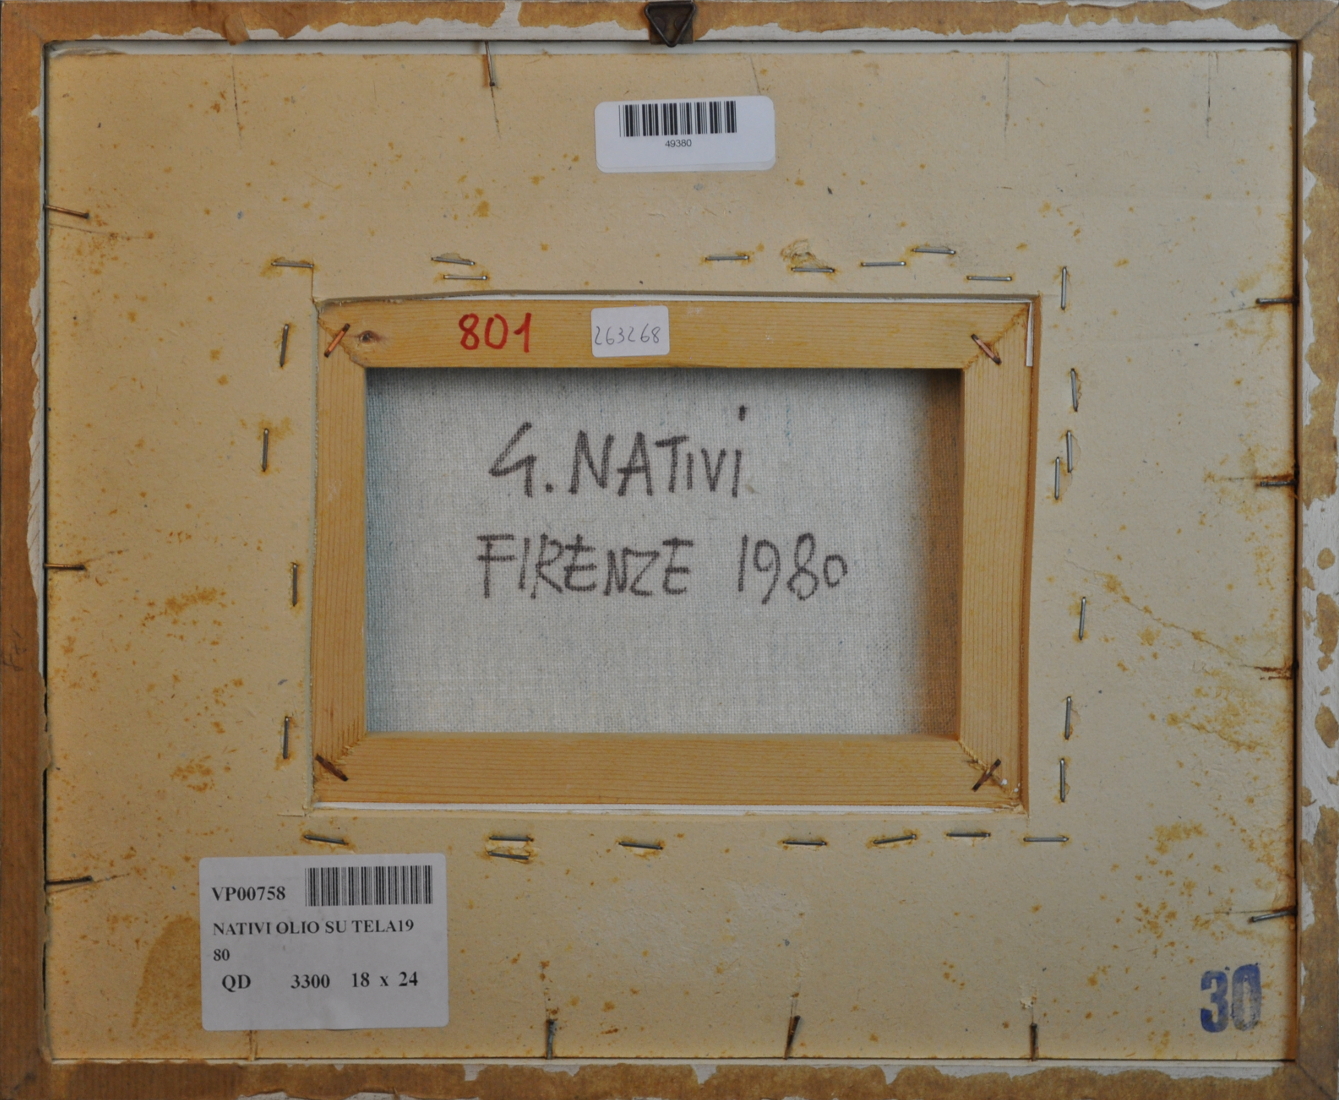 49380
801
263268
G. NATIVI
FIRENZE 1980
VP00758
NATIVI OLIO SU TELA19
80
QD 3300 18 x 24
30